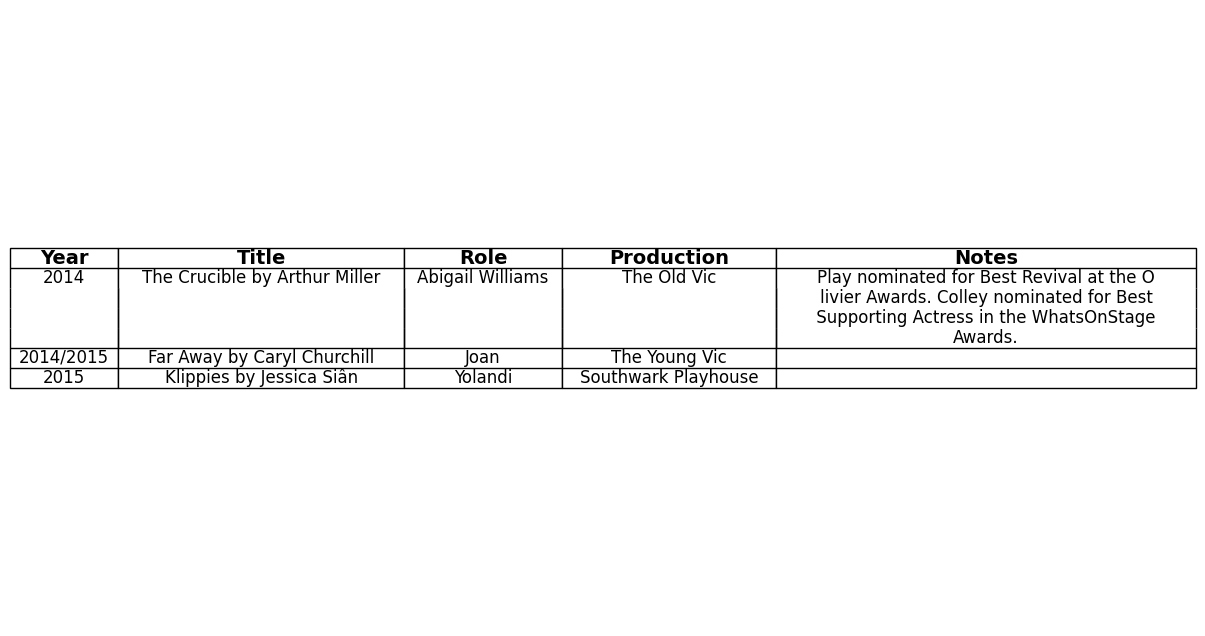 Year Title Role Production Notes
2014 The Crucible by Arthur Miller Abigail Williams The Old Vic Play nominated for Best Revival at the O
livier Awards. Colley nominated for Best
Supporting Actress in the WhatsOnStage
Awards.
2014/2015 Far Away by Caryl Churchill Joan The Young Vic
2015 Klippies by Jessica Siân Yolandi Southwark Playhouse